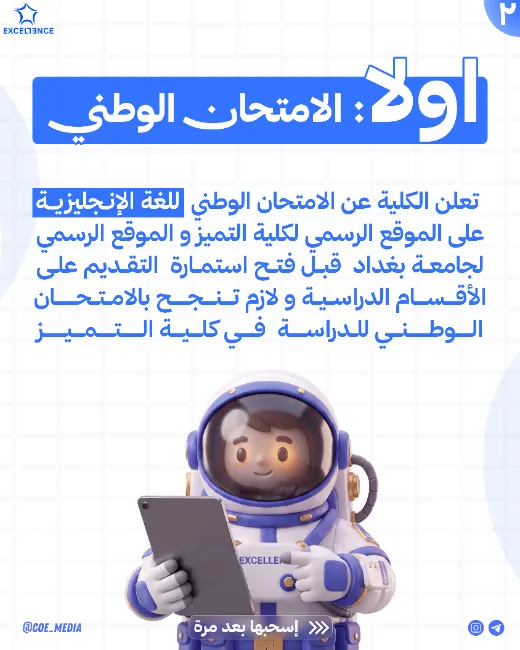 EXCELLENCE
٢
اولا : الامتحان الوطني
تعلن الكلية عن الامتحان الوطني للغة الإنجليزية
على الموقع الرسمي لكلية التميز و الموقع الرسمي
لجامعة بغداد قبل فتح استمارة التقديم على
الأقسام الدراسية و لازم تنجح بالامتحان
الوطني للدراسة في كلية التميز
EXCELLE
إسحبها بعد مرة
@COE_MEDIA